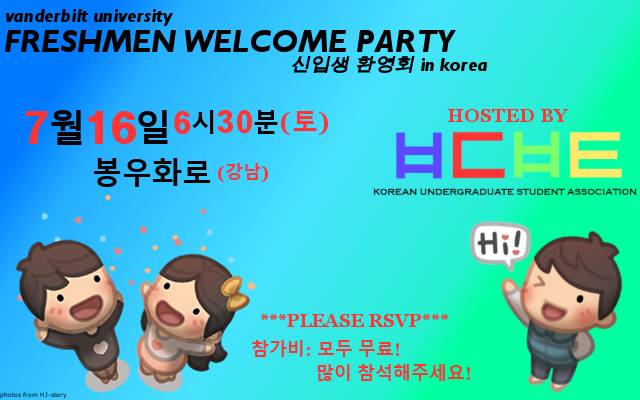 vanderbilt university
FRESHMEN WELCOME PARTY
신입생 환영회 in korea
7월16일 6시30분(토)
봉우화로 (강남)
HOSTED BY
ㅂㄷㅂㅌ
KOREAN UNDERGRADUATE STUDENT ASSOCIATION
Hi!
***PLEASE RSVP***
참가비: 모두 무료!
많이 참석해주세요!
photos from HJ-story